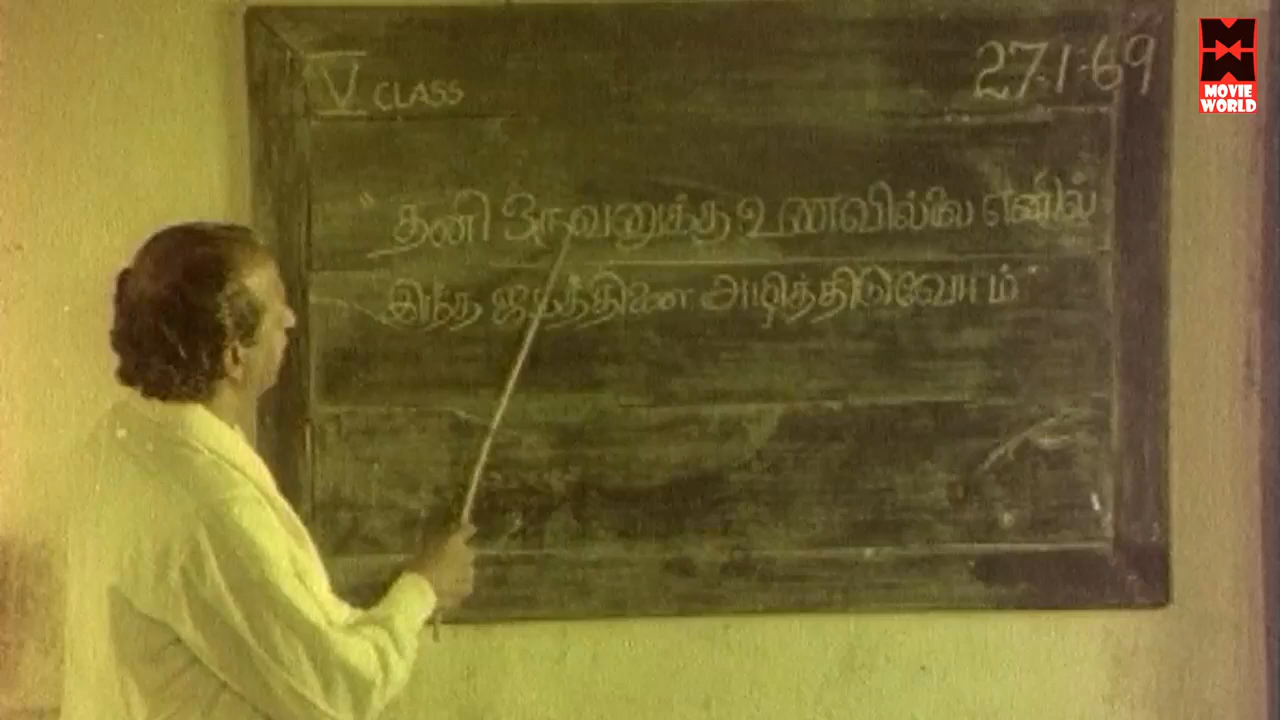 V CLASS
27-1-69
"தனி ஒருவனுக்கு உணவில்லை எனில்
இந்த ஜகத்தினை அழித்திடுவோம்"
MOVIE
WORLD